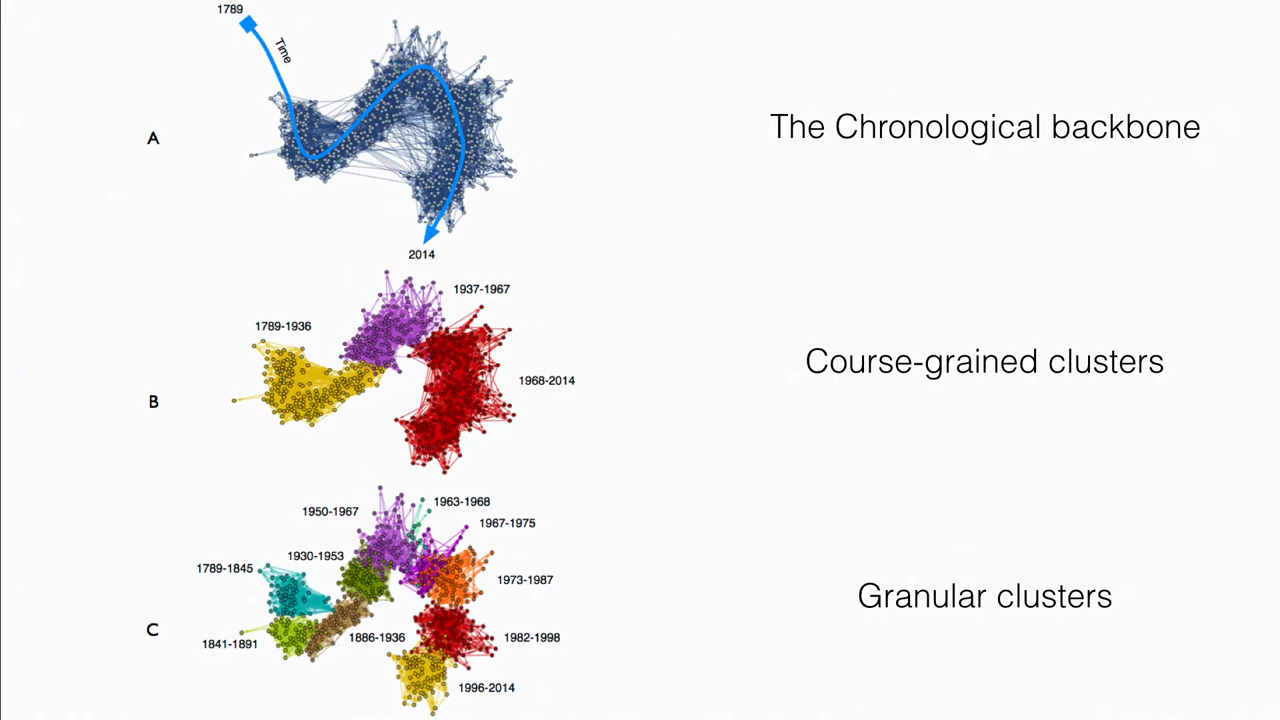 1789
Time
A
The Chronological backbone
2014
1937-1967
1789-1936
Course-grained clusters
1968-2014
B
1963-1968
1950-1967
1967-1975
1930-1953
1789-1845
1973-1987
Granular clusters
C
1841-1891
1886-1936
1982-1998
1996-2014